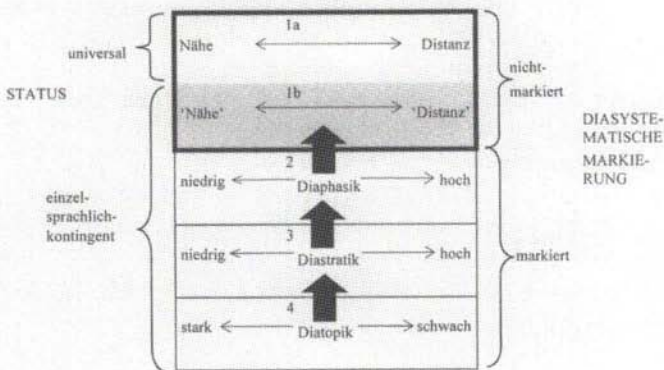 1a
Nähe Distanz
universal
nicht-
markiert
STATUS
1b
'Nähe' 'Distanz'
DIASYSTE-
MATISCHE
MARKIE-
RUNG
2
niedrig Diaphasik hoch
einzel-
sprachlich-
kontingent
3
niedrig Diastratik hoch
markiert
4
stark Diatopik schwach